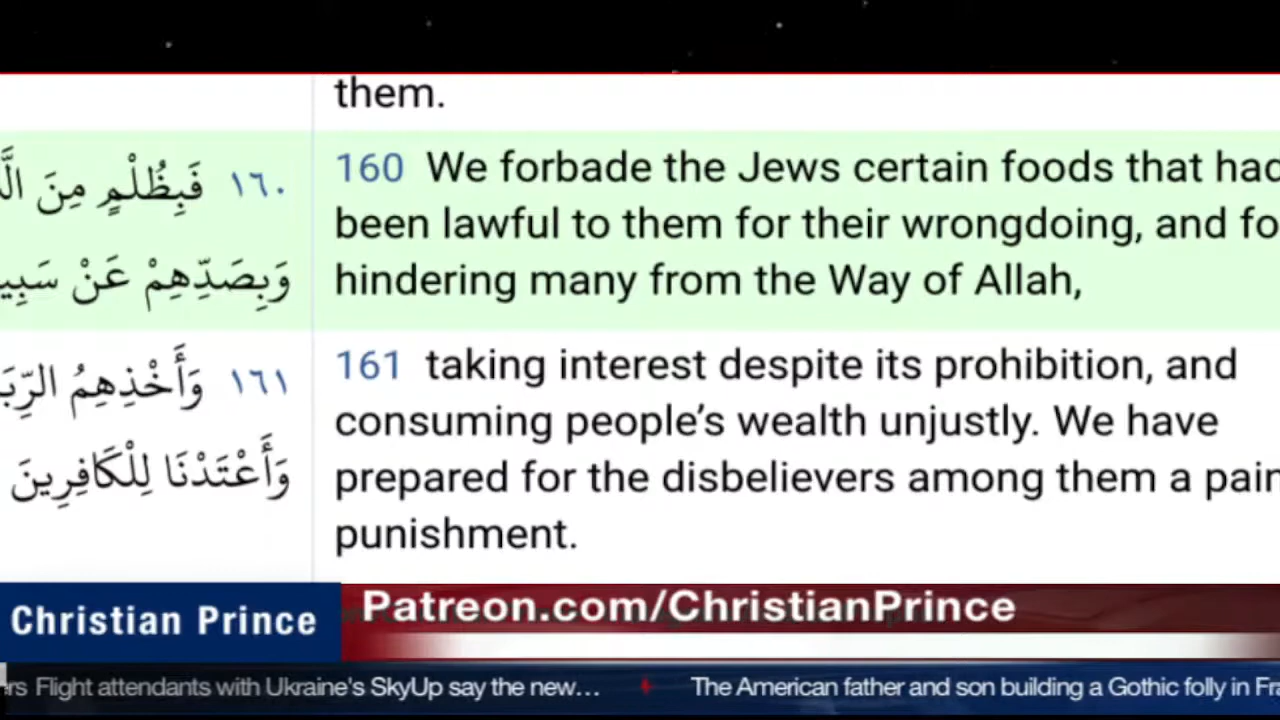 them.
١٦٠ فَبِظُلْمٍ مِنَ
وَبِصَدِّهِمْ عَنْ
160 We forbade the Jews certain foods that had
been lawful to them for their wrongdoing, and fo
hindering many from the Way of Allah,
١٦١ وَأَخْذِهِمُ
وَأَعْتَدْنَا لِلْكَافِرِينَ
161 taking interest despite its prohibition, and
consuming people’s wealth unjustly. We have
prepared for the disbelievers among them a pain
punishment.
Christian Prince
Patreon.com/ChristianPrince
rs Flight attendants with Ukraine's SkyUp say the new... The American father and son building a Gothic folly in Fra